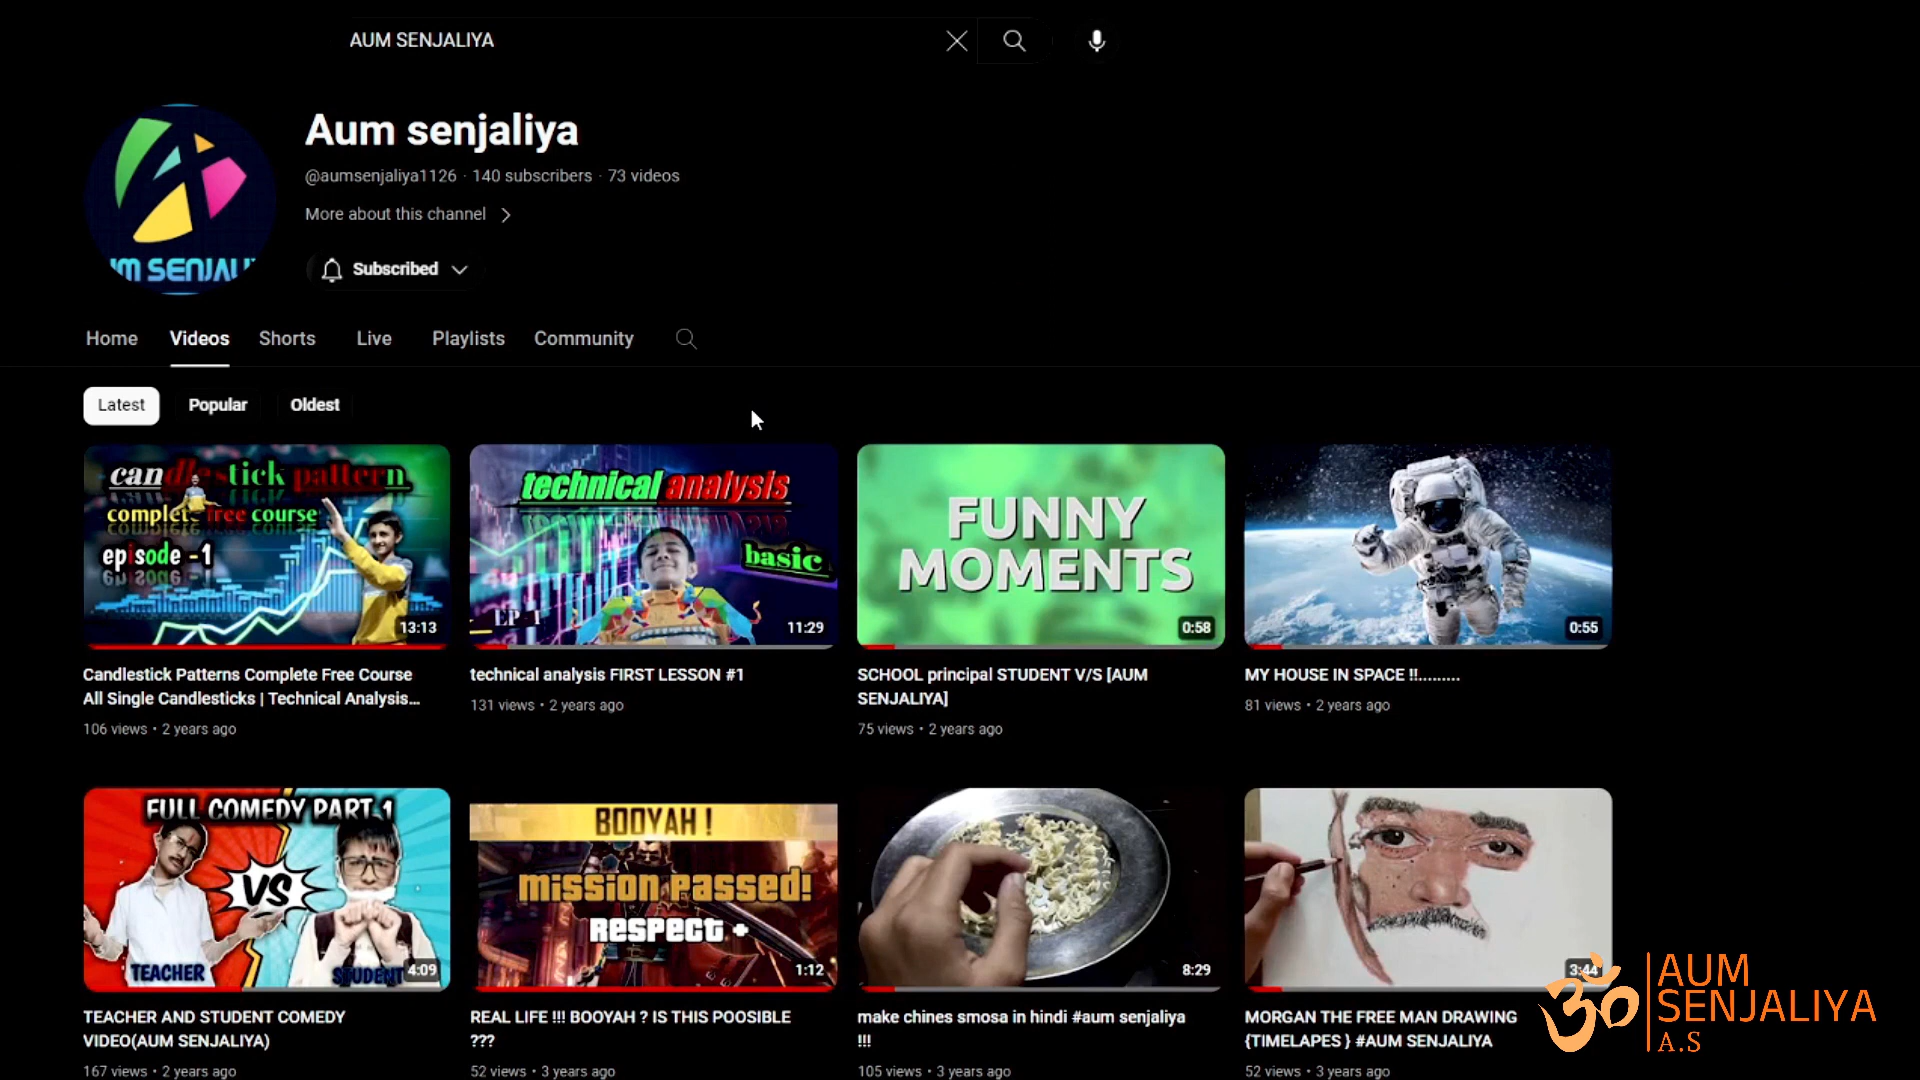 AUM SENJALIYA
Aum senjaliya
@aumsenjaliya1126 · 140 subscribers · 73 videos
More about this channel
Subscribed
Home Videos Shorts Live Playlists Community
Latest Popular Oldest
candlestick pattern
complete free course
episode -1
13:13
technical analysis
basic
EP-1
11:29
FUNNY
MOMENTS
0:58
0:55
Candlestick Patterns Complete Free Course
All Single Candlesticks | Technical Analysis...
106 views • 2 years ago
technical analysis FIRST LESSON #1
131 views • 2 years ago
SCHOOL principal STUDENT V/S [AUM
SENJALIYA]
75 views • 2 years ago
MY HOUSE IN SPACE !!.........
81 views • 2 years ago
FULL COMEDY PART 1
VS
TEACHER
STUDENT
4:09
BOOYAH !
mission passed!
Respect +
1:12
8:29
3:44
TEACHER AND STUDENT COMEDY
VIDEO(AUM SENJALIYA)
167 views • 2 years ago
REAL LIFE !!! BOOYAH ? IS THIS POOSIBLE
???
52 views • 3 years ago
make chines smosa in hindi #aum senjaliya
!!!
105 views • 3 years ago
MORGAN THE FREE MAN DRAWING
{TIMELAPES } #AUM SENJALIYA
52 views • 3 years ago
ॐ
AUM
SENJALIYA
A.S